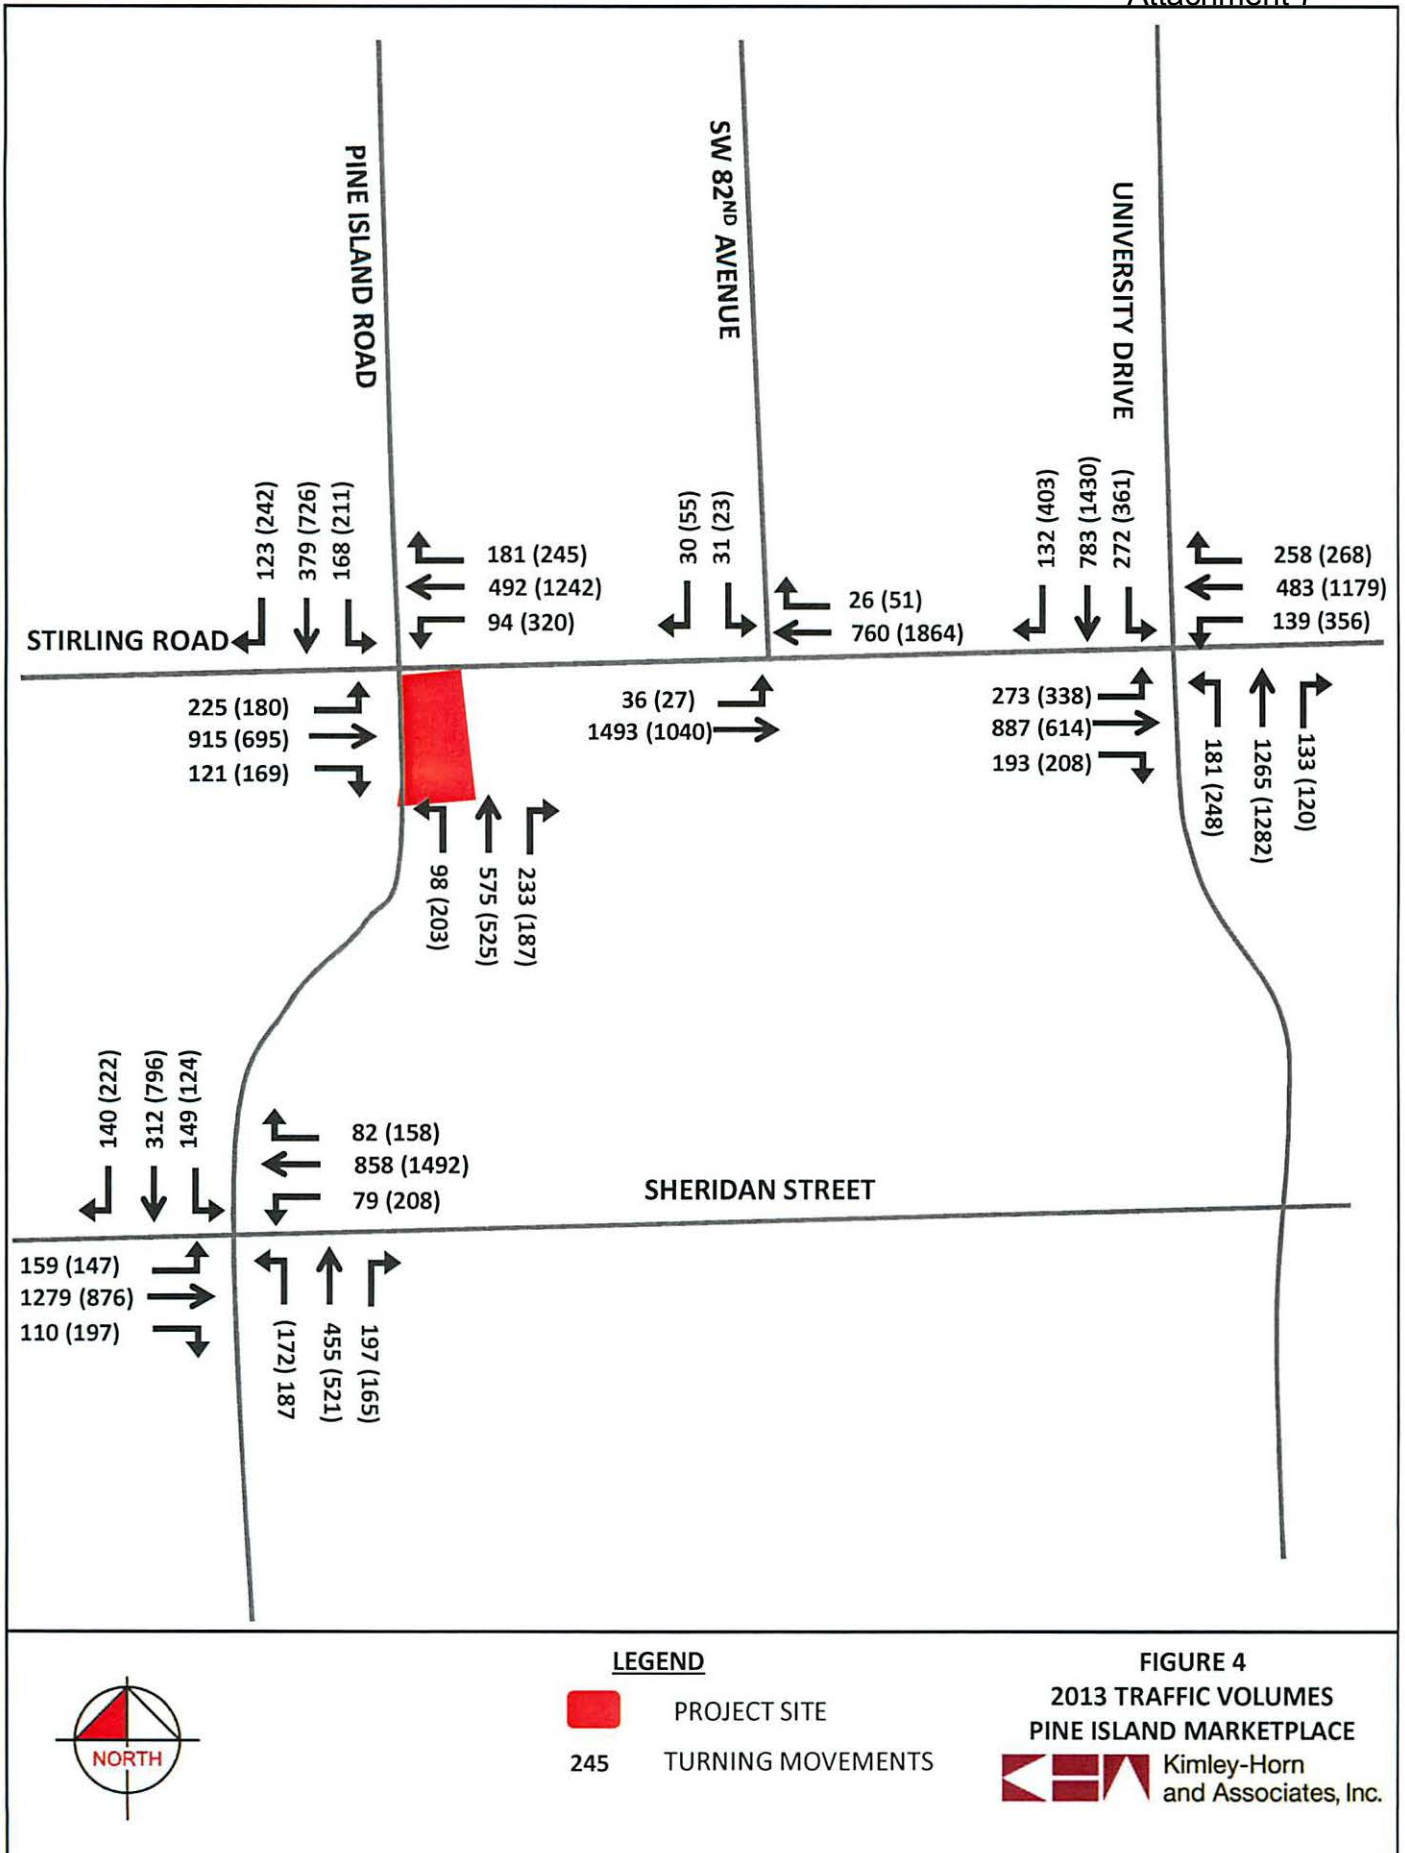 Attachment 7
PINE ISLAND ROAD
SW 82ND AVENUE
UNIVERSITY DRIVE
123 (242)
379 (726)
168 (211)
181 (245)
492 (1242)
94 (320)
30 (55)
31 (23)
26 (51)
760 (1864)
132 (403)
783 (1430)
272 (361)
258 (268)
483 (1179)
139 (356)
STIRLING ROAD
225 (180)
915 (695)
121 (169)
36 (27)
1493 (1040)
273 (338)
887 (614)
193 (208)
181 (248)
1265 (1282)
133 (120)
98 (203)
575 (525)
233 (187)
140 (222)
312 (796)
149 (124)
82 (158)
858 (1492)
79 (208)
SHERIDAN STREET
159 (147)
1279 (876)
110 (197)
(172) 187
455 (521)
197 (165)
NORTH
LEGEND
PROJECT SITE
245 TURNING MOVEMENTS
FIGURE 4
2013 TRAFFIC VOLUMES
PINE ISLAND MARKETPLACE
Kimley-Horn
and Associates, Inc.